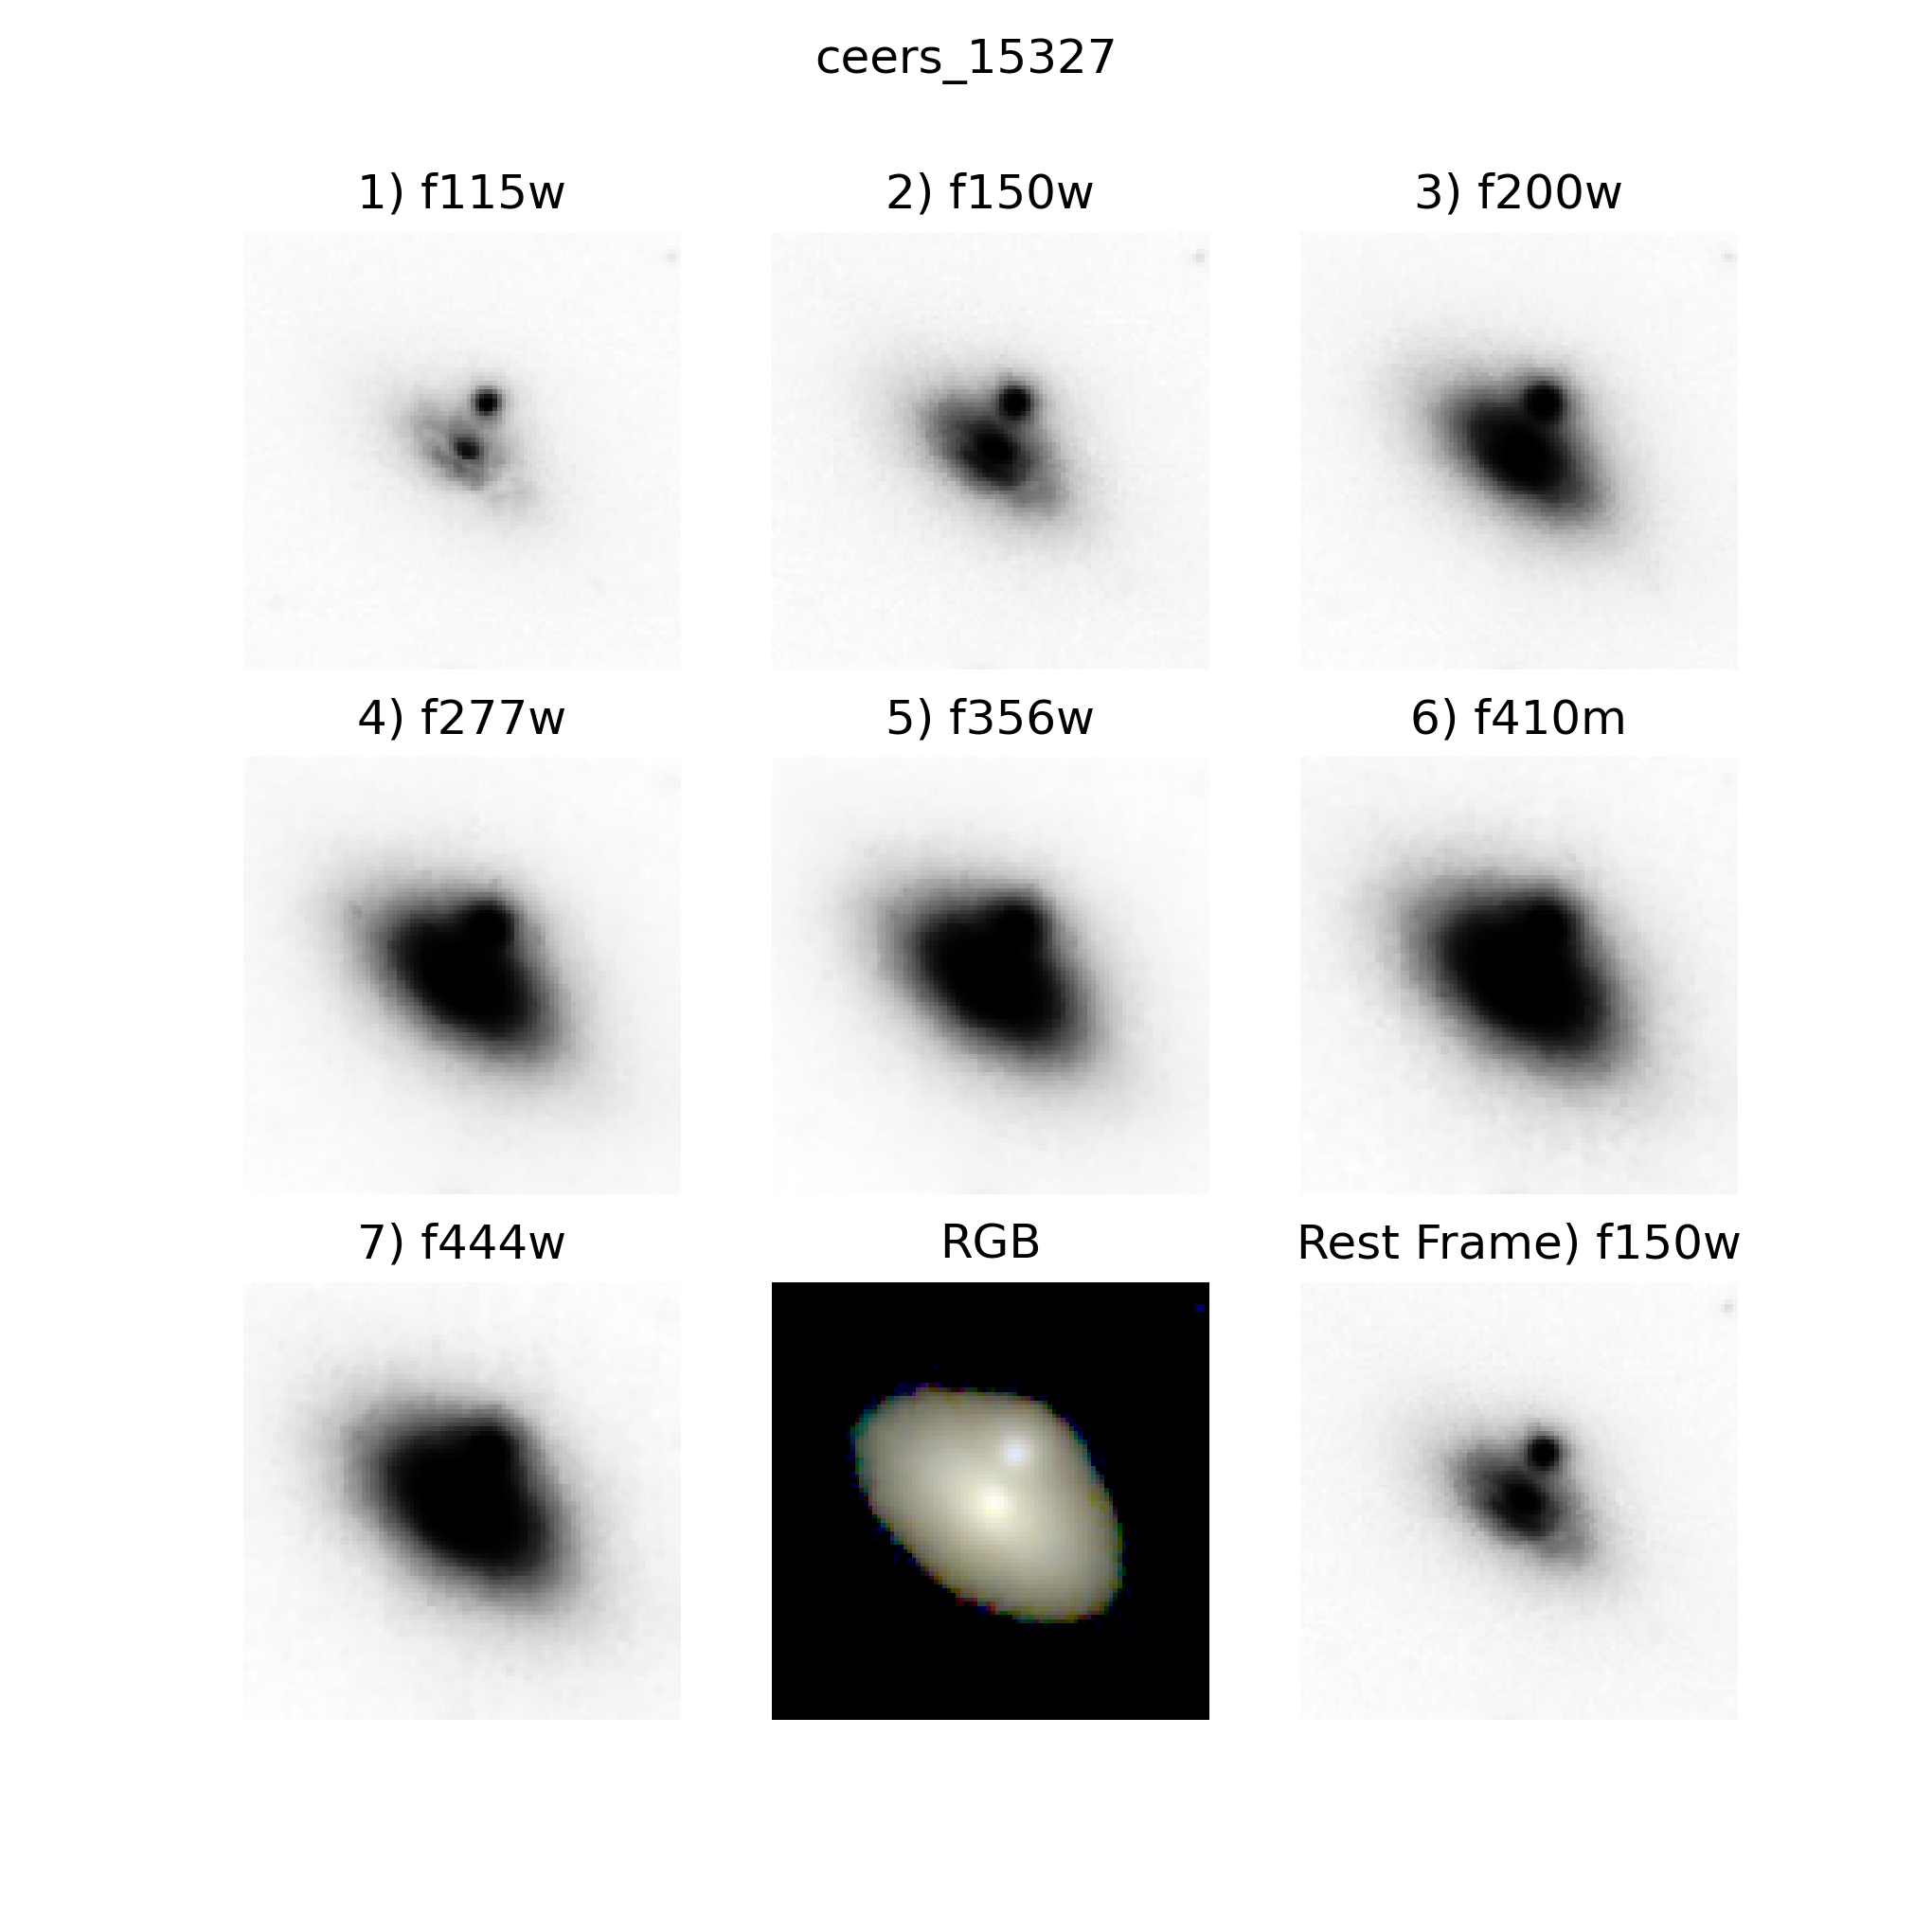 ceers_15327
1) f115w
2) f150w
3) f200w
4) f277w
5) f356w
6) f410m
7) f444w
RGB
Rest Frame) f150w